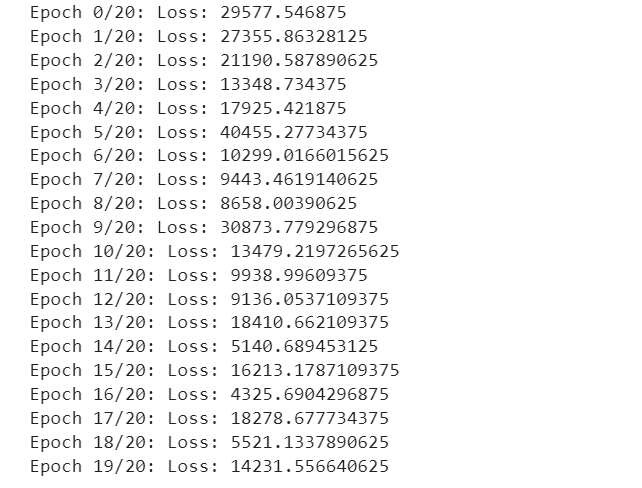 Epoch 0/20: Loss: 29577.546875
Epoch 1/20: Loss: 27355.86328125
Epoch 2/20: Loss: 21190.587890625
Epoch 3/20: Loss: 13348.734375
Epoch 4/20: Loss: 17925.421875
Epoch 5/20: Loss: 40455.27734375
Epoch 6/20: Loss: 10299.0166015625
Epoch 7/20: Loss: 9443.4619140625
Epoch 8/20: Loss: 8658.00390625
Epoch 9/20: Loss: 30873.779296875
Epoch 10/20: Loss: 13479.2197265625
Epoch 11/20: Loss: 9938.99609375
Epoch 12/20: Loss: 9136.0537109375
Epoch 13/20: Loss: 18410.662109375
Epoch 14/20: Loss: 5140.689453125
Epoch 15/20: Loss: 16213.1787109375
Epoch 16/20: Loss: 4325.6904296875
Epoch 17/20: Loss: 18278.677734375
Epoch 18/20: Loss: 5521.1337890625
Epoch 19/20: Loss: 14231.556640625